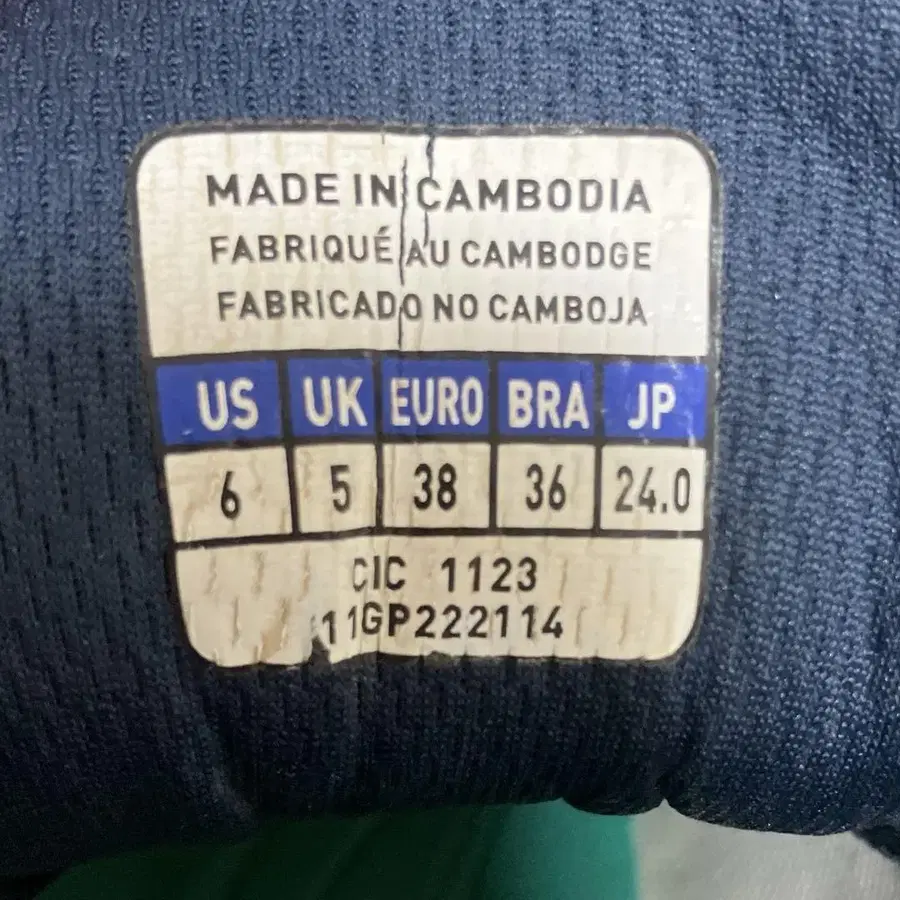 MADE IN CAMBODIA
FABRIQUÉ AU CAMBODGE
FABRICADO NO CAMBOJA
US UK EURO BRA JP
6 5 38 36 24.0
CIC 1123
11GP222114